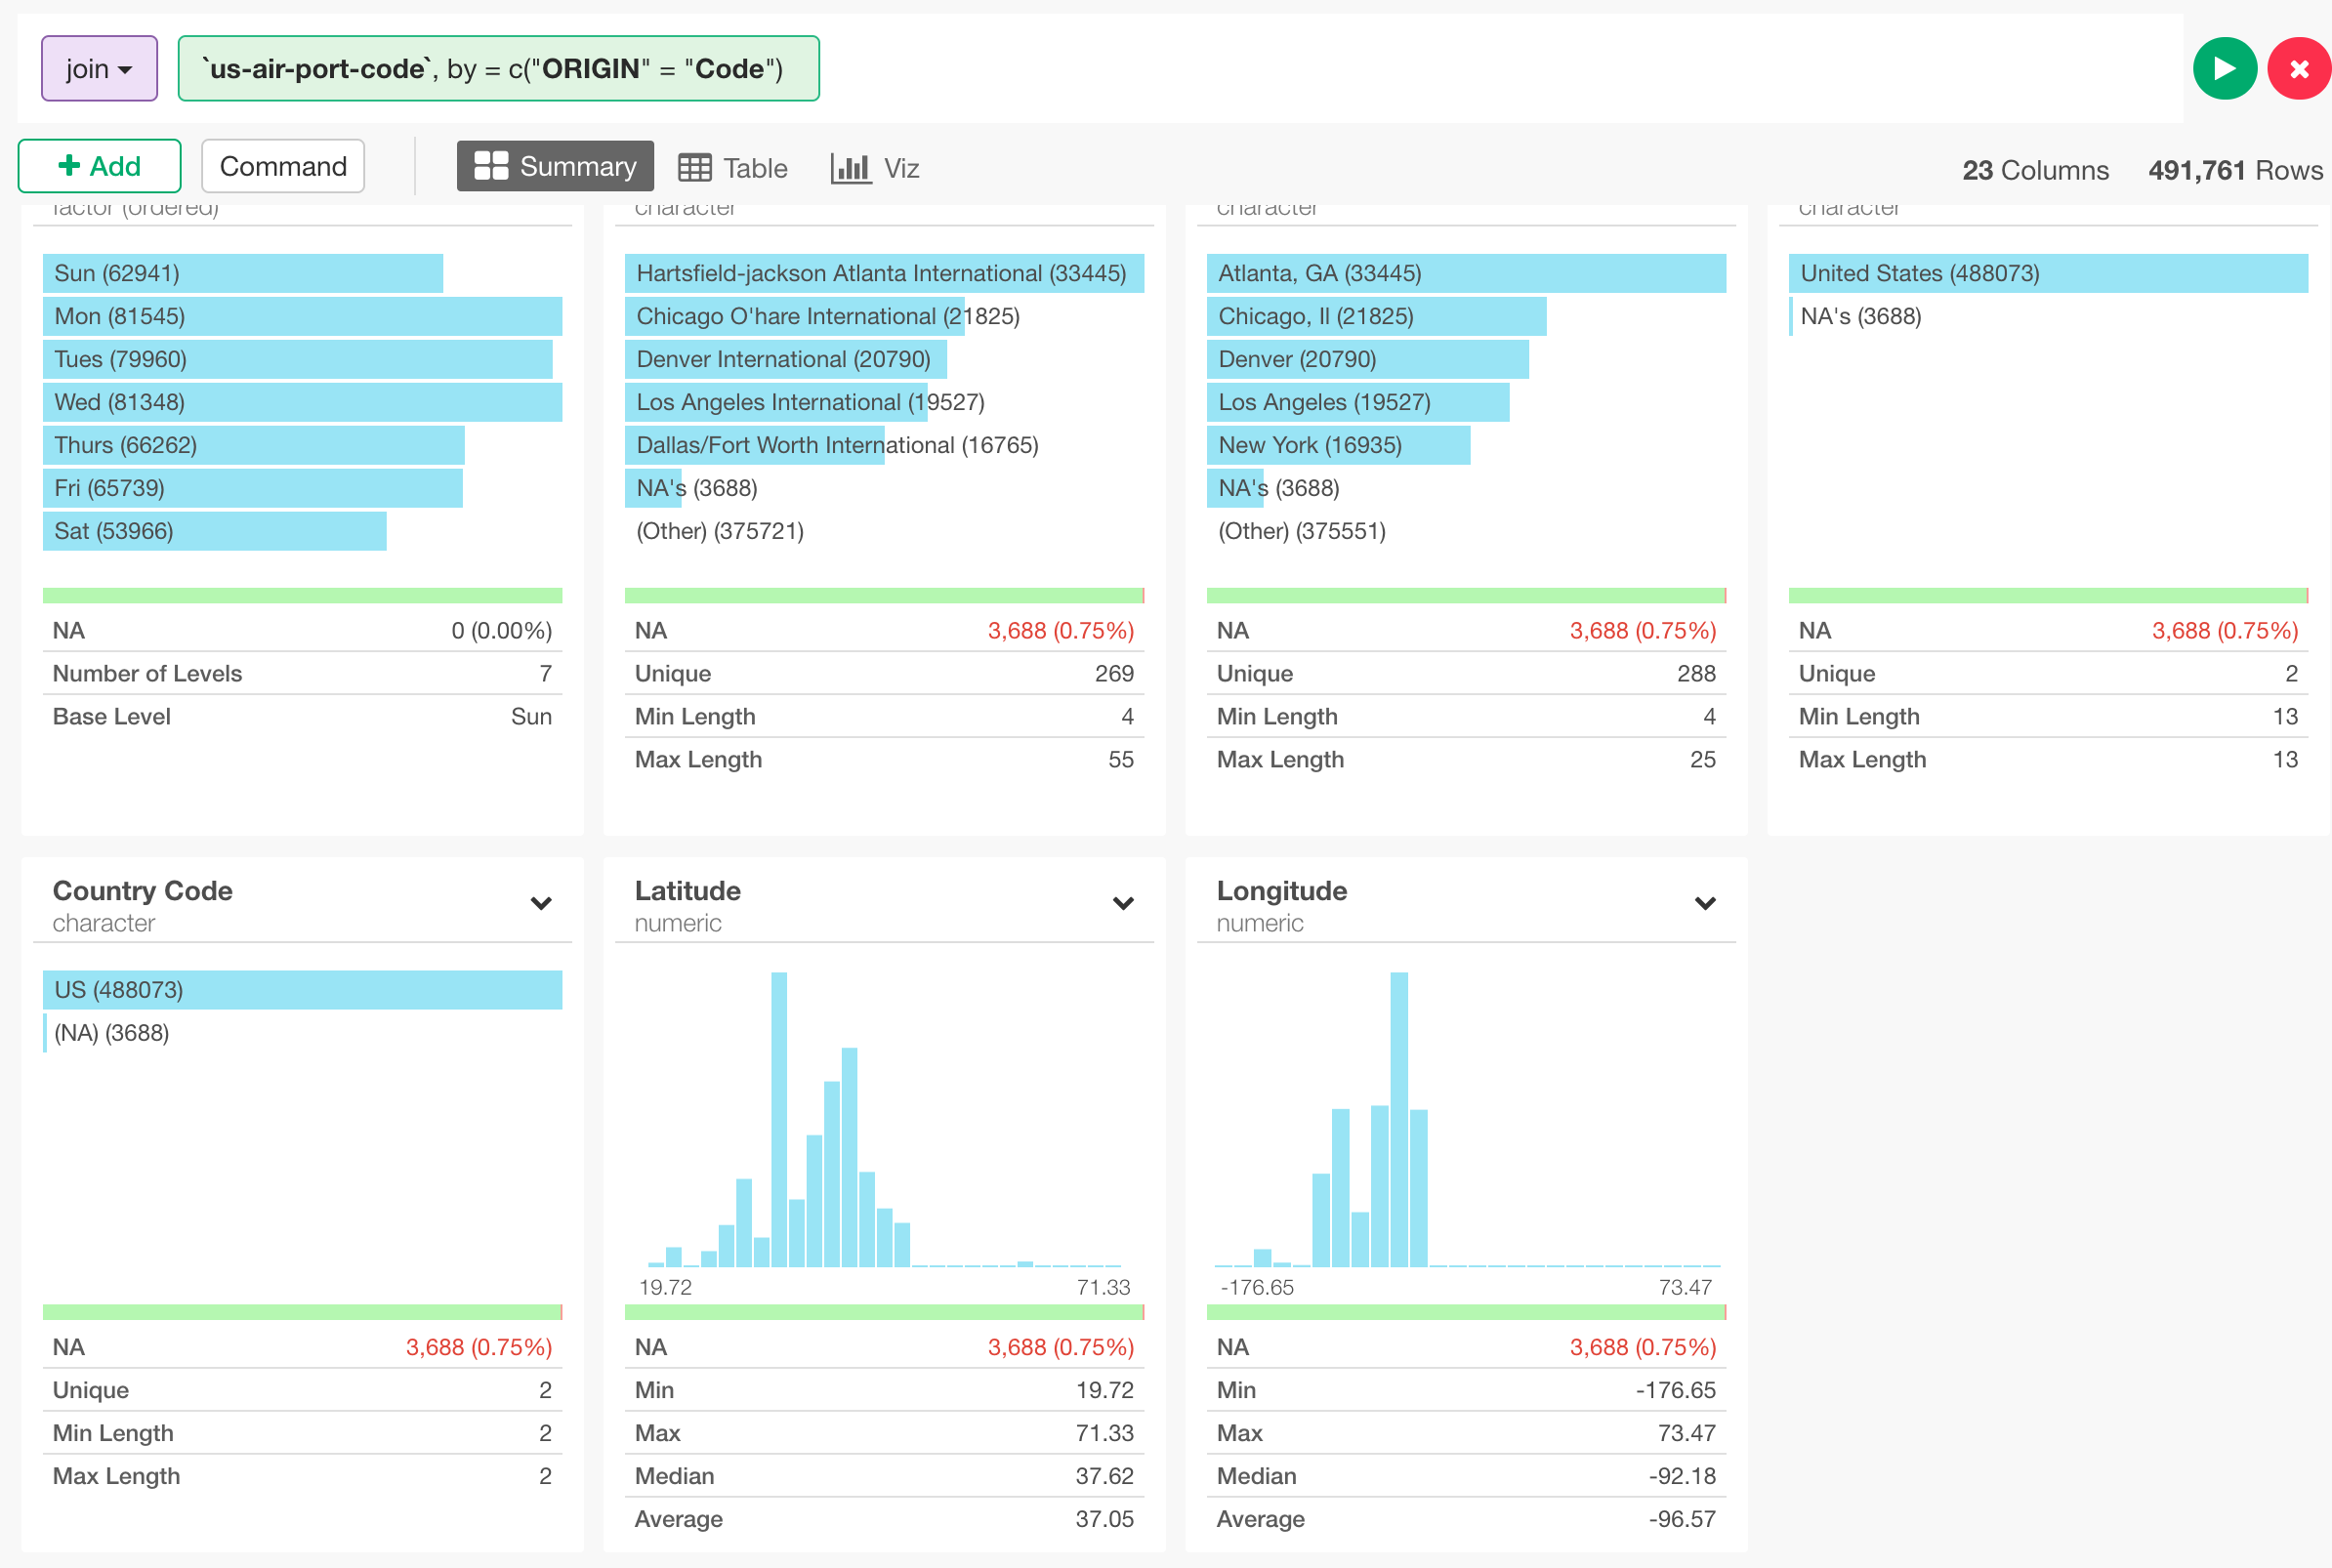 join
`us-air-port-code`, by = c("ORIGIN" = "Code")
+ Add
Command
Summary
Table
Viz
23 Columns
491,761 Rows
factor (ordered)
character
character
character
Sun (62941)
Mon (81545)
Tues (79960)
Wed (81348)
Thurs (66262)
Fri (65739)
Sat (53966)
NA 0 (0.00%)
Number of Levels 7
Base Level Sun
Hartsfield-jackson Atlanta International (33445)
Chicago O'hare International (21825)
Denver International (20790)
Los Angeles International (19527)
Dallas/Fort Worth International (16765)
NA's (3688)
(Other) (375721)
NA 3,688 (0.75%)
Unique 269
Min Length 4
Max Length 55
Atlanta, GA (33445)
Chicago, Il (21825)
Denver (20790)
Los Angeles (19527)
New York (16935)
NA's (3688)
(Other) (375551)
NA 3,688 (0.75%)
Unique 288
Min Length 4
Max Length 25
United States (488073)
NA's (3688)
NA 3,688 (0.75%)
Unique 2
Min Length 13
Max Length 13
Country Code
character
US (488073)
(NA) (3688)
NA 3,688 (0.75%)
Unique 2
Min Length 2
Max Length 2
Latitude
numeric
19.72 71.33
NA 3,688 (0.75%)
Min 19.72
Max 71.33
Median 37.62
Average 37.05
Longitude
numeric
-176.65 73.47
NA 3,688 (0.75%)
Min -176.65
Max 73.47
Median -92.18
Average -96.57